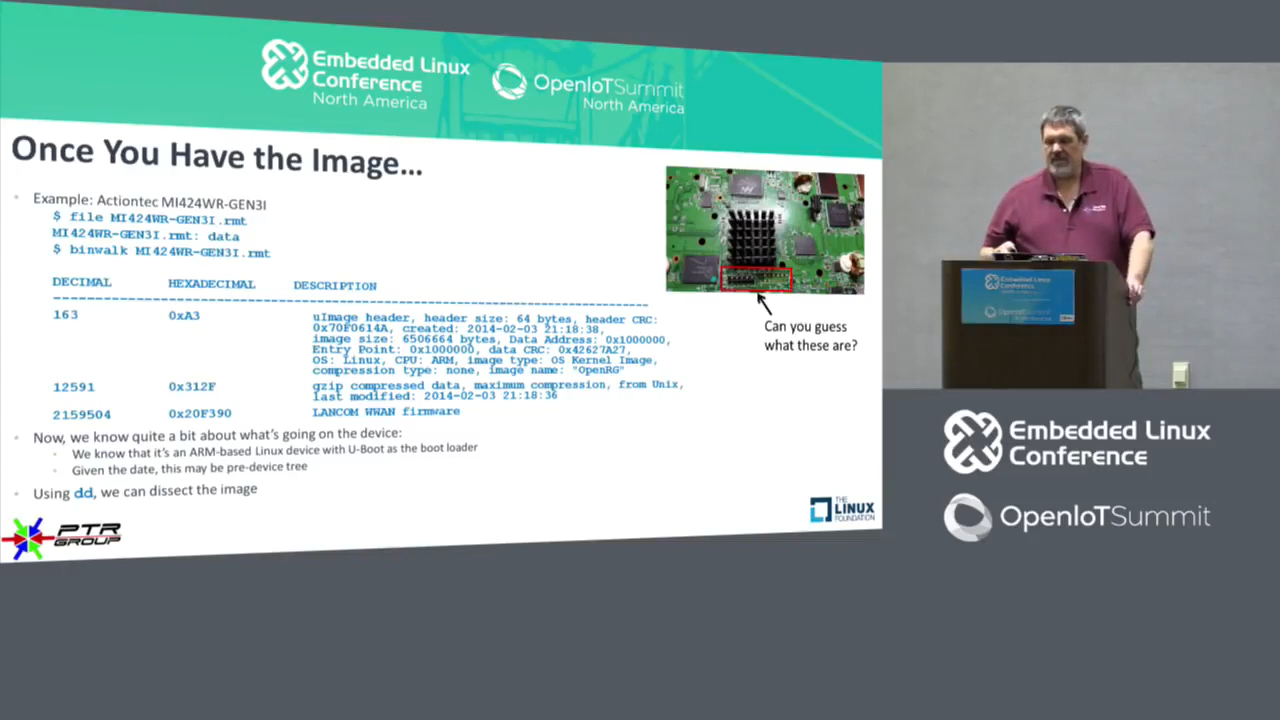 Embedded Linux
Conference
North America
OpenIoTSummit
North America
Once You Have the Image...
Example: Actiontec MI424WR-GEN3I
$ file MI424WR-GEN3I.rmt
MI424WR-GEN3I.rmt: data
$ binwalk MI424WR-GEN3I.rmt
DECIMAL HEXADECIMAL DESCRIPTION
--------------------------------------------------------------------------------
163 0xA3 uImage header, header size: 64 bytes, header CRC:
0x70F0614A, created: 2014-02-03 21:18:38,
image size: 6506664 bytes, Data Address: 0x1000000,
Entry Point: 0x1000000, data CRC: 0x42627A27,
OS: Linux, CPU: ARM, image type: OS Kernel Image,
compression type: none, image name: "OpenRG"
12591 0x312F gzip compressed data, maximum compression, from Unix,
last modified: 2014-02-03 21:18:36
2159504 0x20F390 LANCOM WWAN firmware
Now, we know quite a bit about what's going on the device:
We know that it's an ARM-based Linux device with U-Boot as the boot loader
Given the date, this may be pre-device tree
Using dd, we can dissect the image
Can you guess
what these are?
PTR
GROUP
THE
LINUX
FOUNDATION
Embedded Linux
Conference
OpenIoTSummit
Embedded Linux
Conference
OpenIoTSummit